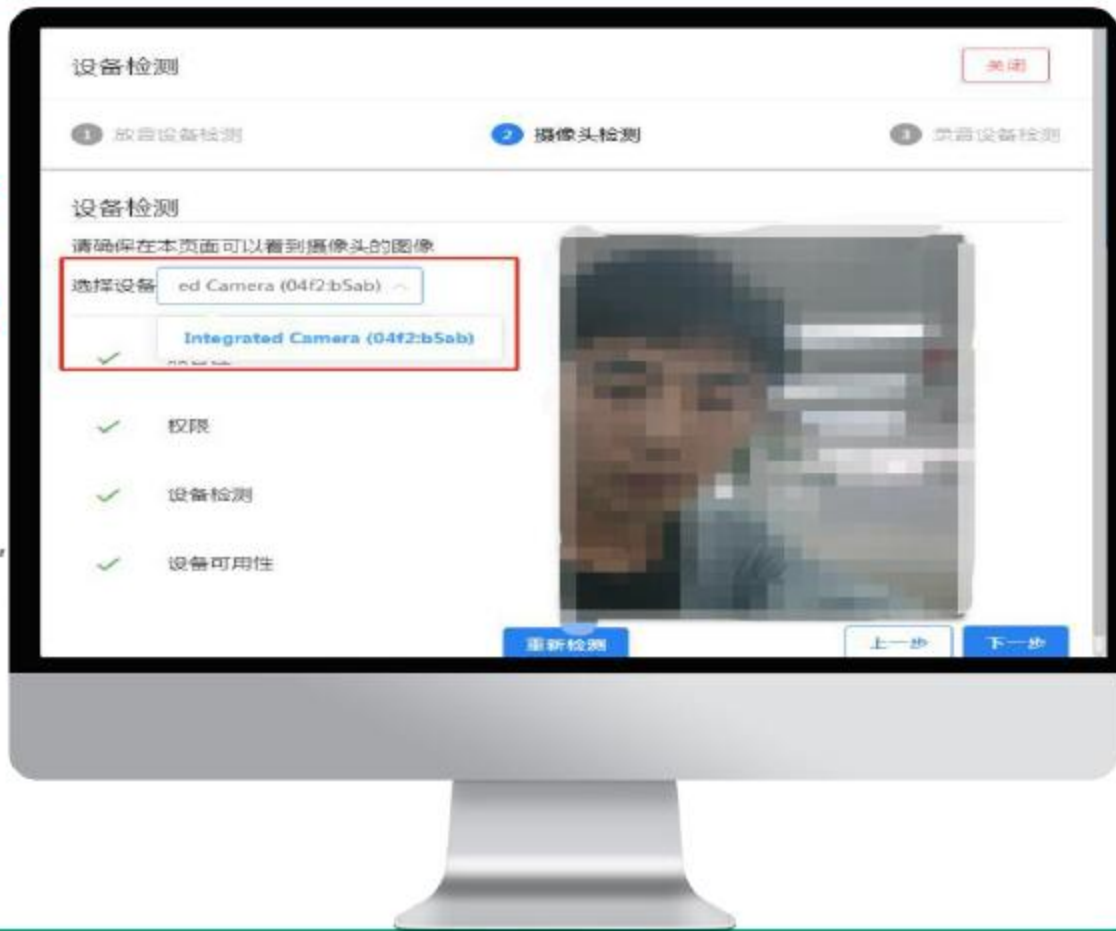 设备检测
关闭
1 放音设备检测
2 摄像头检测
3 录音设备检测
设备检测
请确保在本页面可以看到摄像头的图像
选择设备 ed Camera (04f2:b5ab)
Integrated Camera (04f2:b5ab)
权限
设备检测
设备可用性
重新检测
上一步
下一步